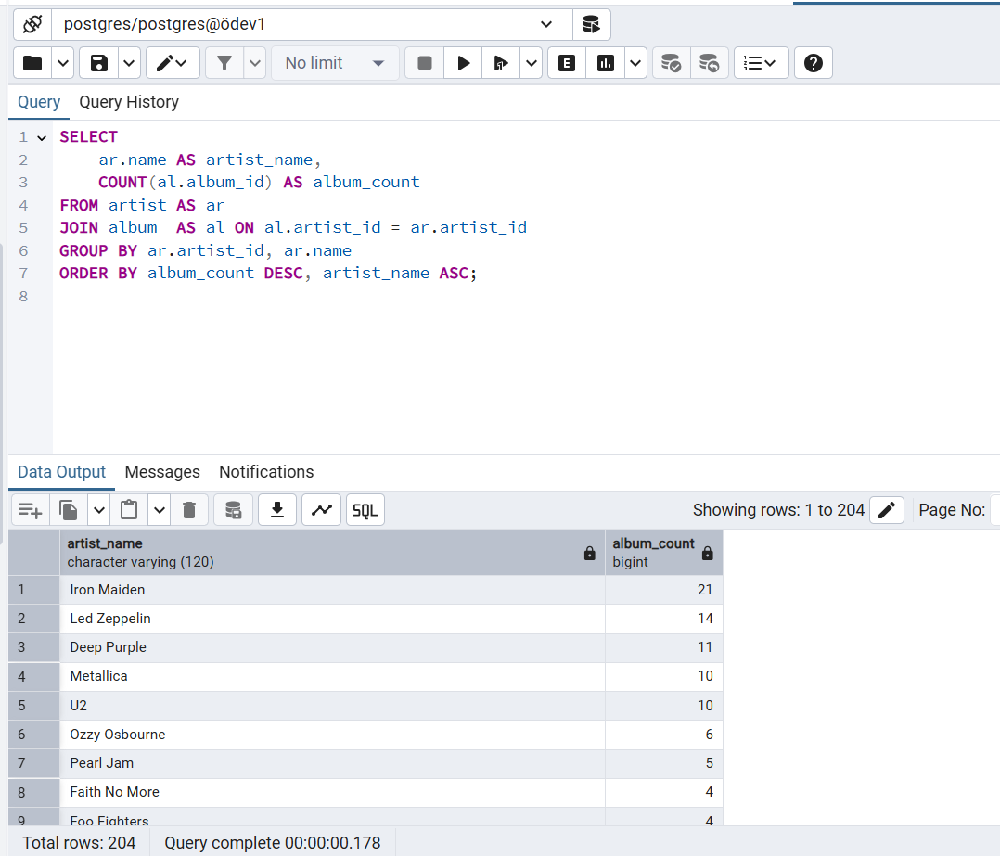 postgres/postgres@ödev1
No limit
E
Query Query History
1 SELECT
2 ar.name AS artist_name,
3 COUNT(al.album_id) AS album_count
4 FROM artist AS ar
5 JOIN album  AS al ON al.artist_id = ar.artist_id
6 GROUP BY ar.artist_id, ar.name
7 ORDER BY album_count DESC, artist_name ASC;
8
Data Output Messages Notifications
SQL Showing rows: 1 to 204 Page No:
artist_name album_count
character varying (120) bigint
1 Iron Maiden 21
2 Led Zeppelin 14
3 Deep Purple 11
4 Metallica 10
5 U2 10
6 Ozzy Osbourne 6
7 Pearl Jam 5
8 Faith No More 4
9 Foo Fighters 4
Total rows: 204 Query complete 00:00:00.178